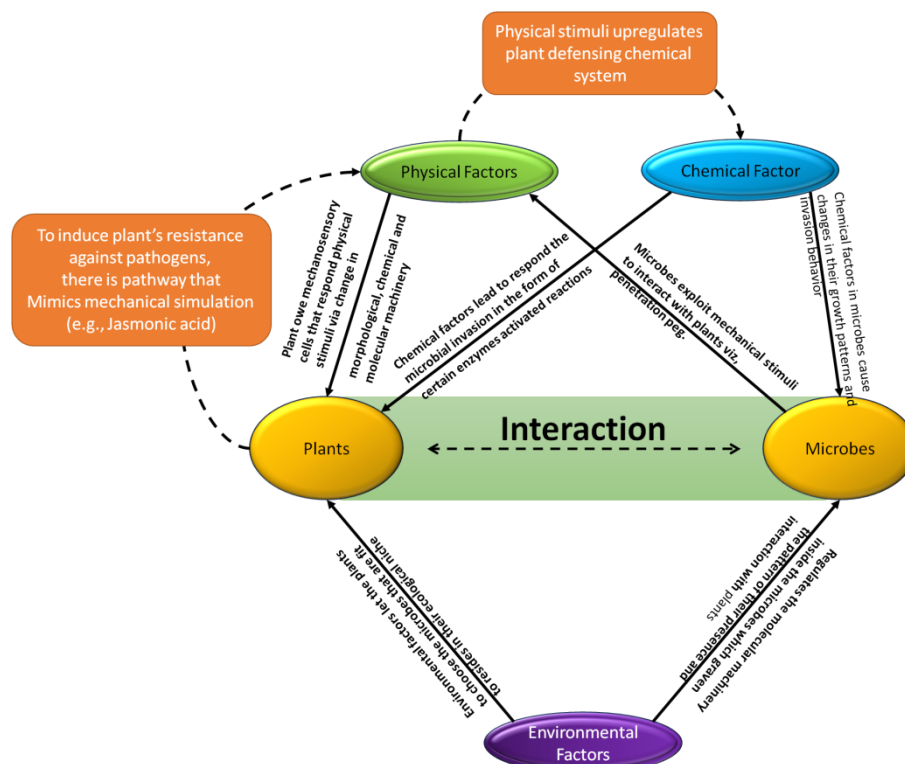 Physical stimuli upregulates
plant defensing chemical
system
Physical Factors
Chemical Factor
To induce plant's resistance
against pathogens,
there is pathway that
Mimics mechanical simulation
(e.g., Jasmonic acid)
Plant owe mechanosensory
cells that respond physical
stimuli via change in
morphological, chemical and
molecular machinery
Chemical factors lead to respond the
microbial invasion in the form of
certain enzymes activated reactions
Microbes exploit mechanical stimuli
to interact with plants viz,
penetration peg.
Chemical factors in microbes cause
changes in their growth patterns and
invasion behavior
Interaction
Plants
Microbes
Environmental factors let the plants
to choose the microbes that are fit
to resides in their ecological niche
Regulates the molecular machinery
inside the microbes which graven
the pattern of their presence and
interaction with plants
Environmental
Factors